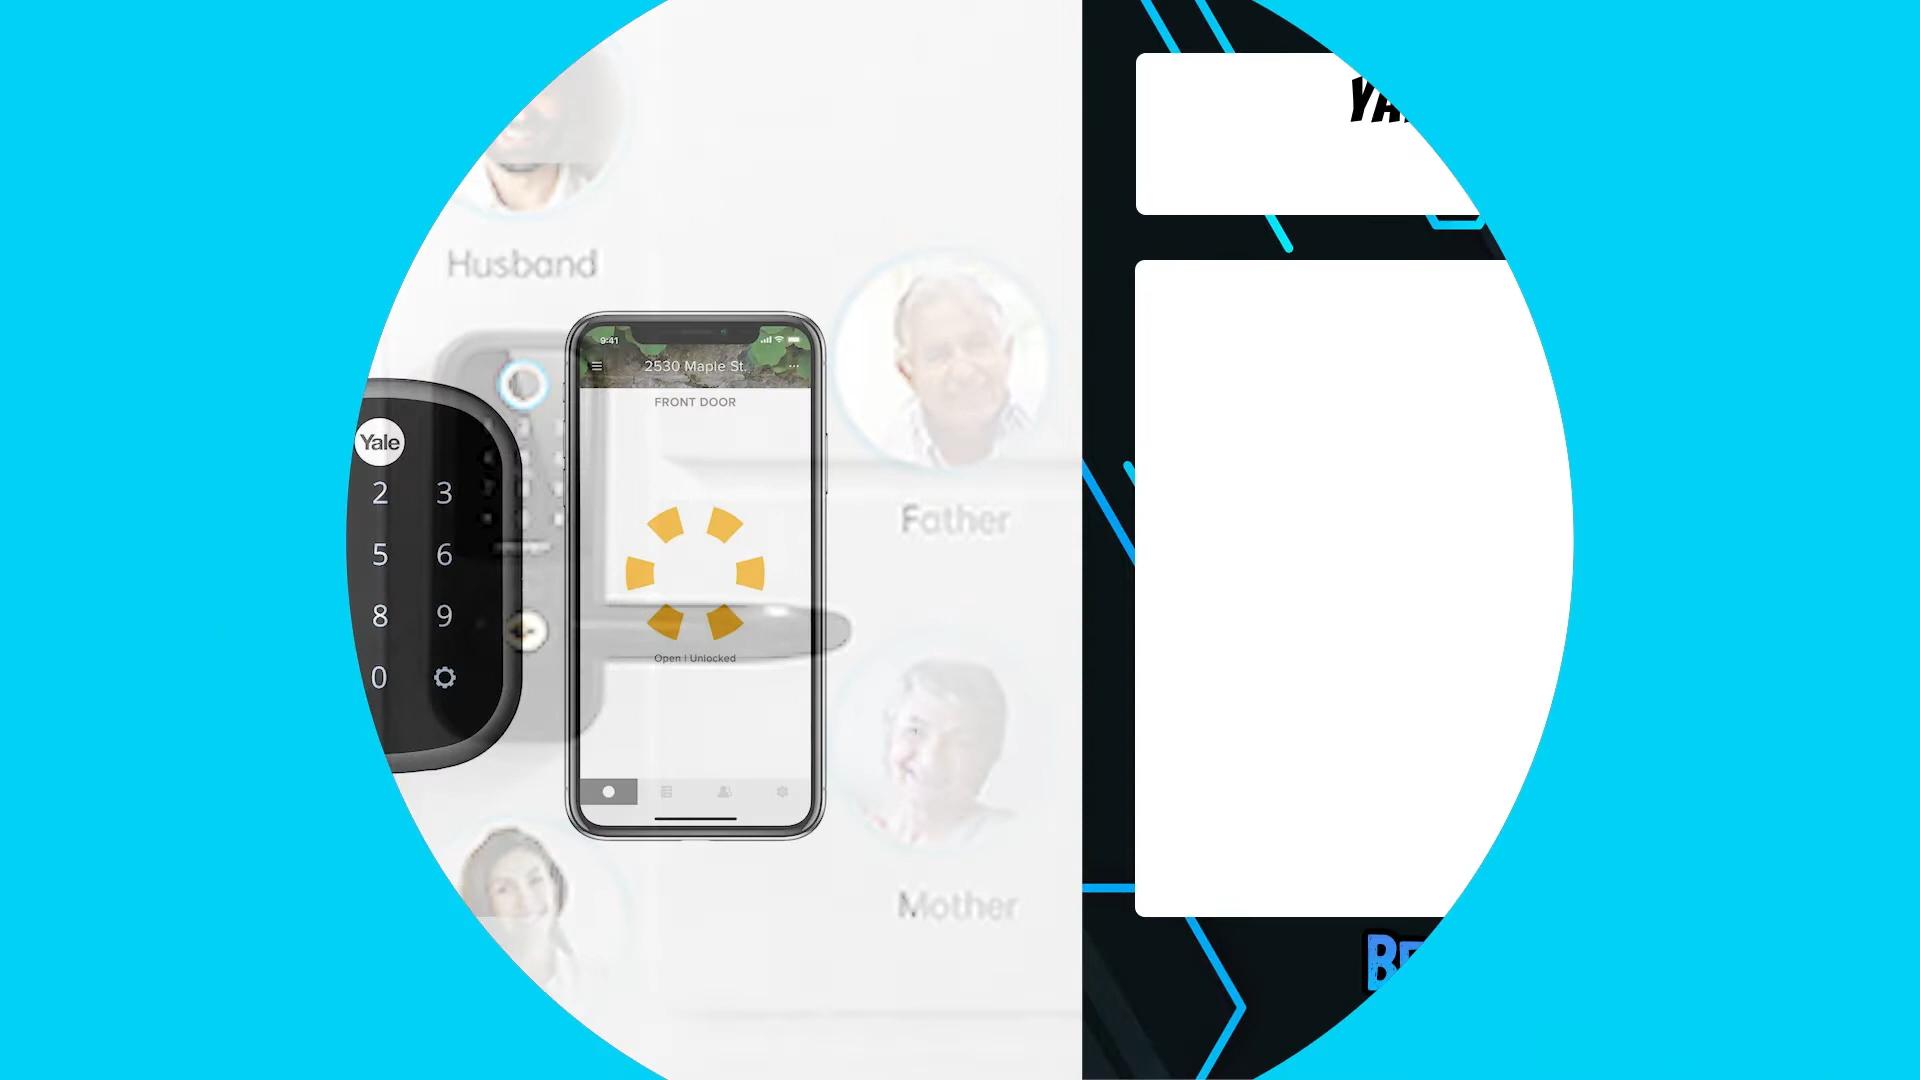 Husband
9:41
2530 Maple St.
FRONT DOOR
Yale
2 3
5 6
8 9
0
Open | Unlocked
Father
Mother